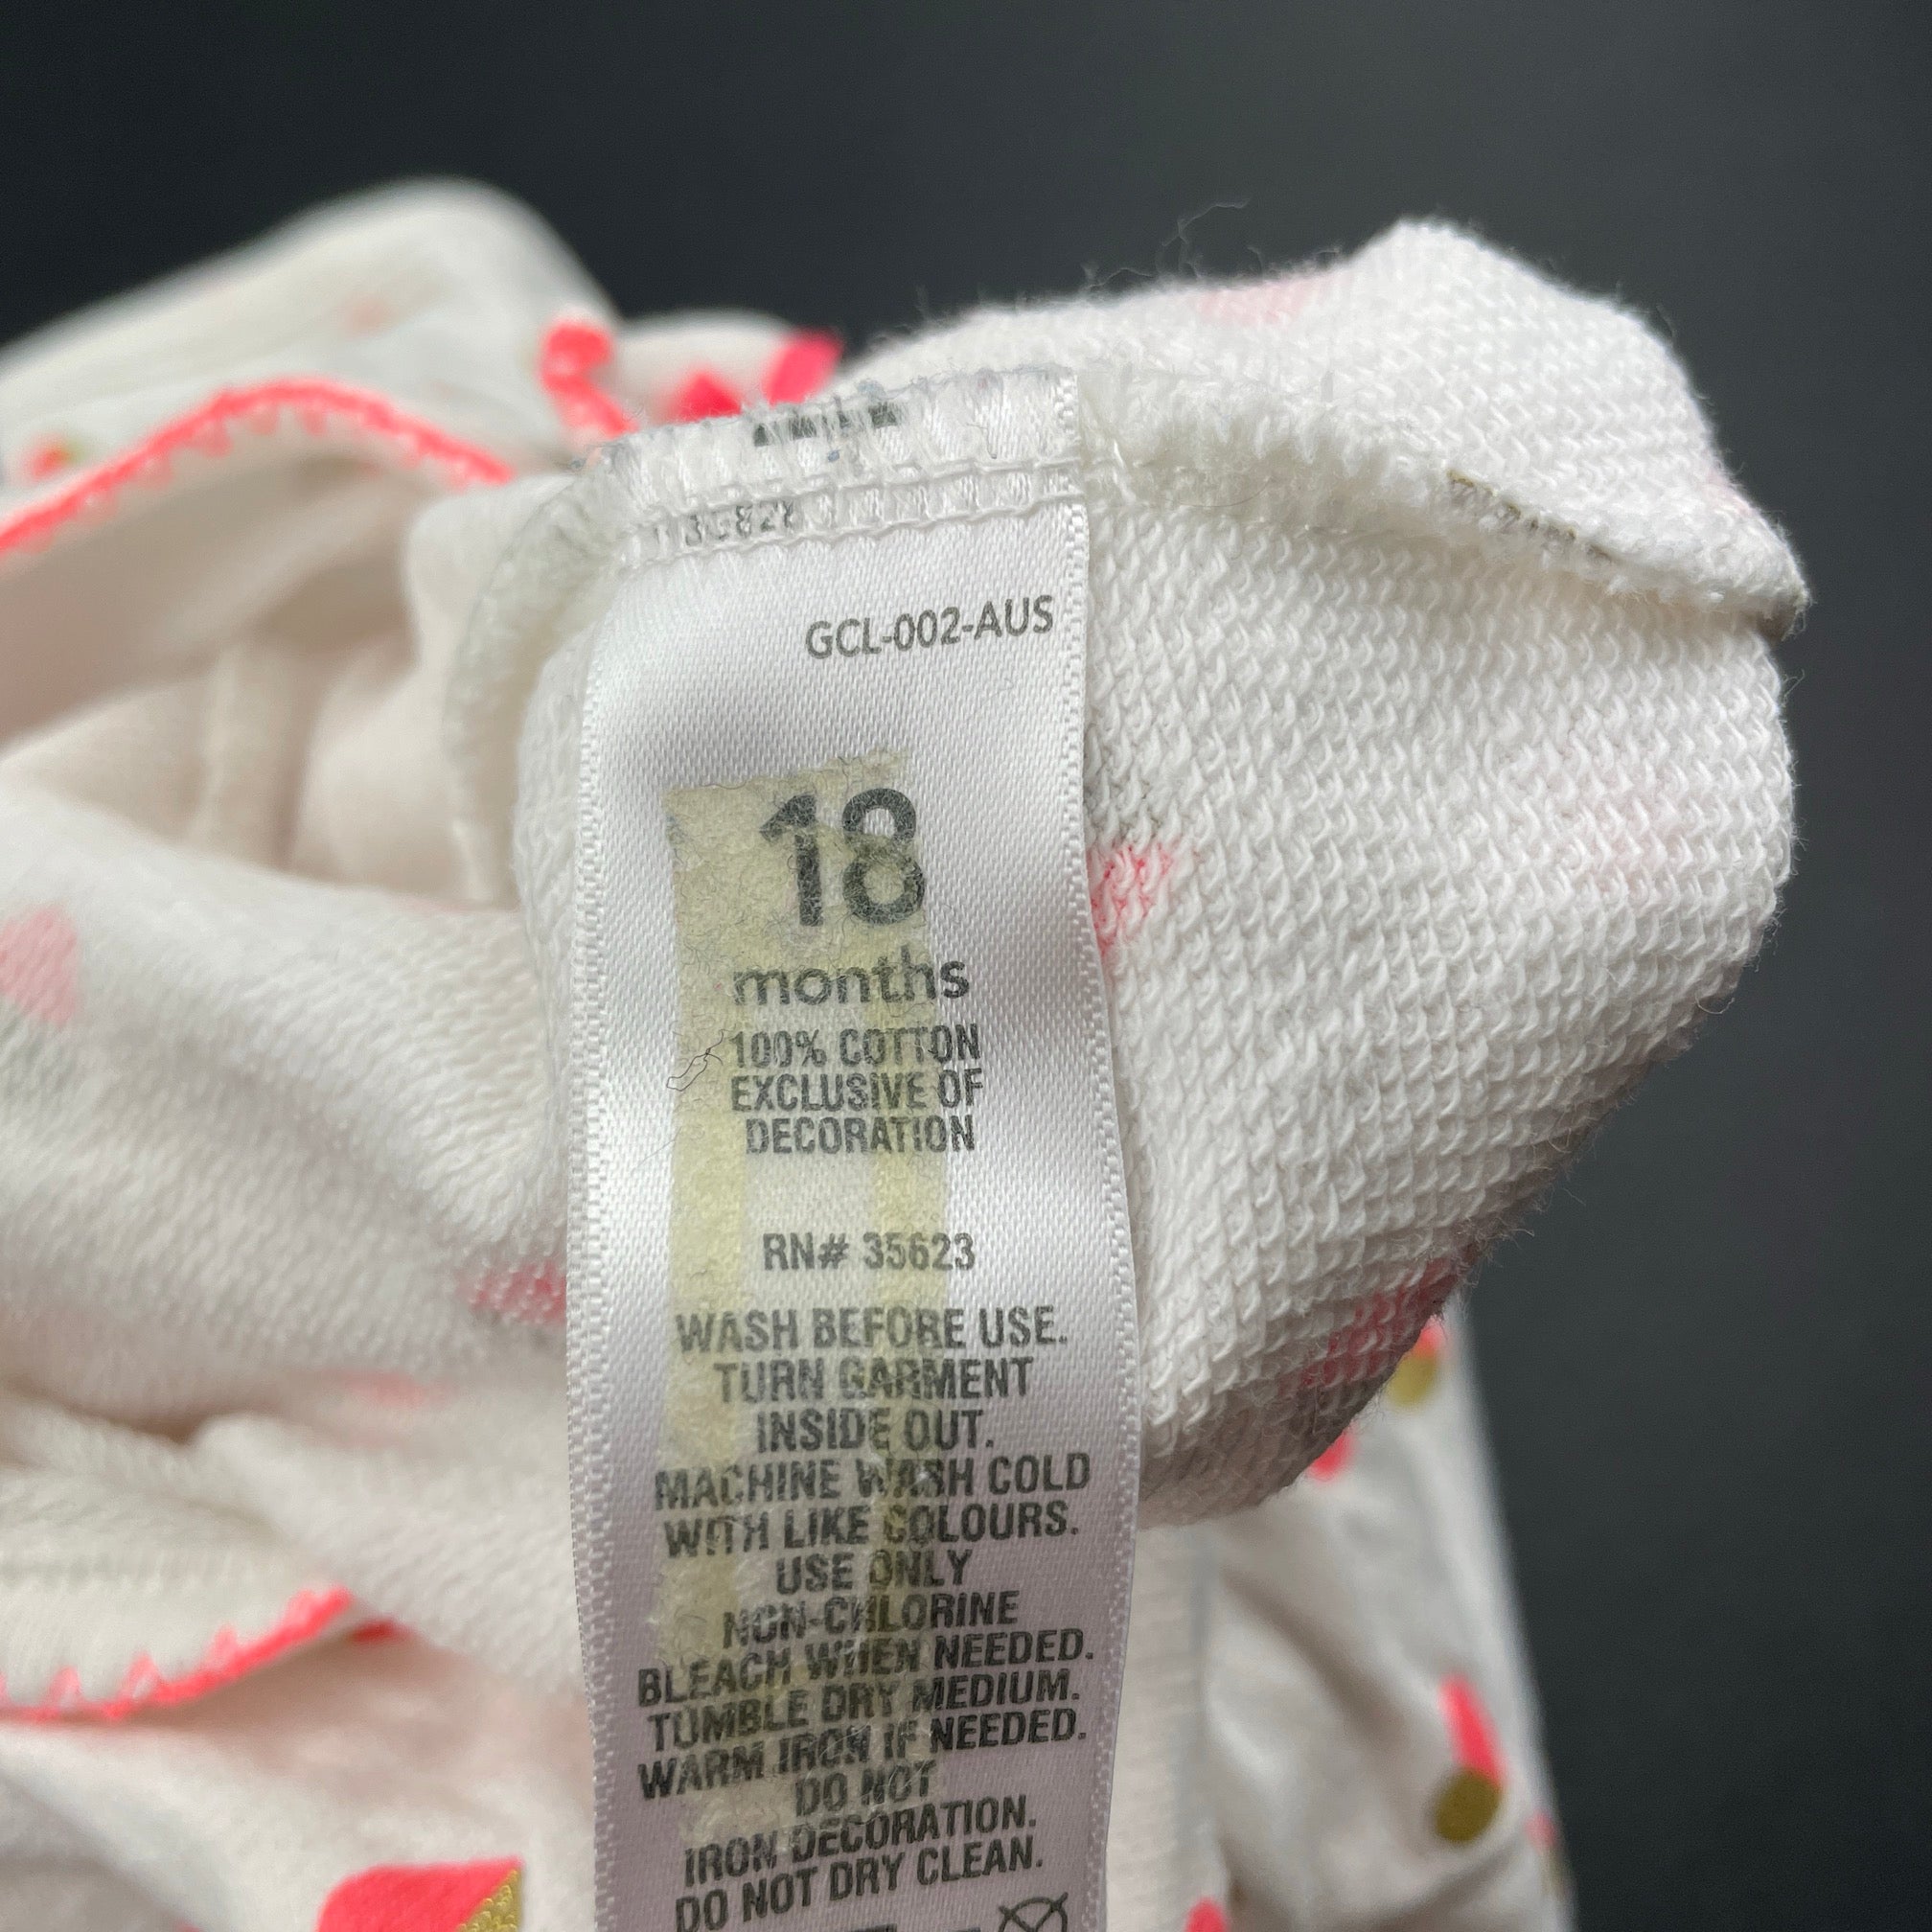 GCL-002-AUS
18
months
100% COTTON
EXCLUSIVE OF
DECORATION
RN# 35623
WASH BEFORE USE.
TURN GARMENT
INSIDE OUT.
MACHINE WASH COLD
WITH LIKE COLOURS.
USE ONLY
NON-CHLORINE
BLEACH WHEN NEEDED.
TUMBLE DRY MEDIUM.
WARM IRON IF NEEDED.
DO NOT
IRON DECORATION.
DO NOT DRY CLEAN.